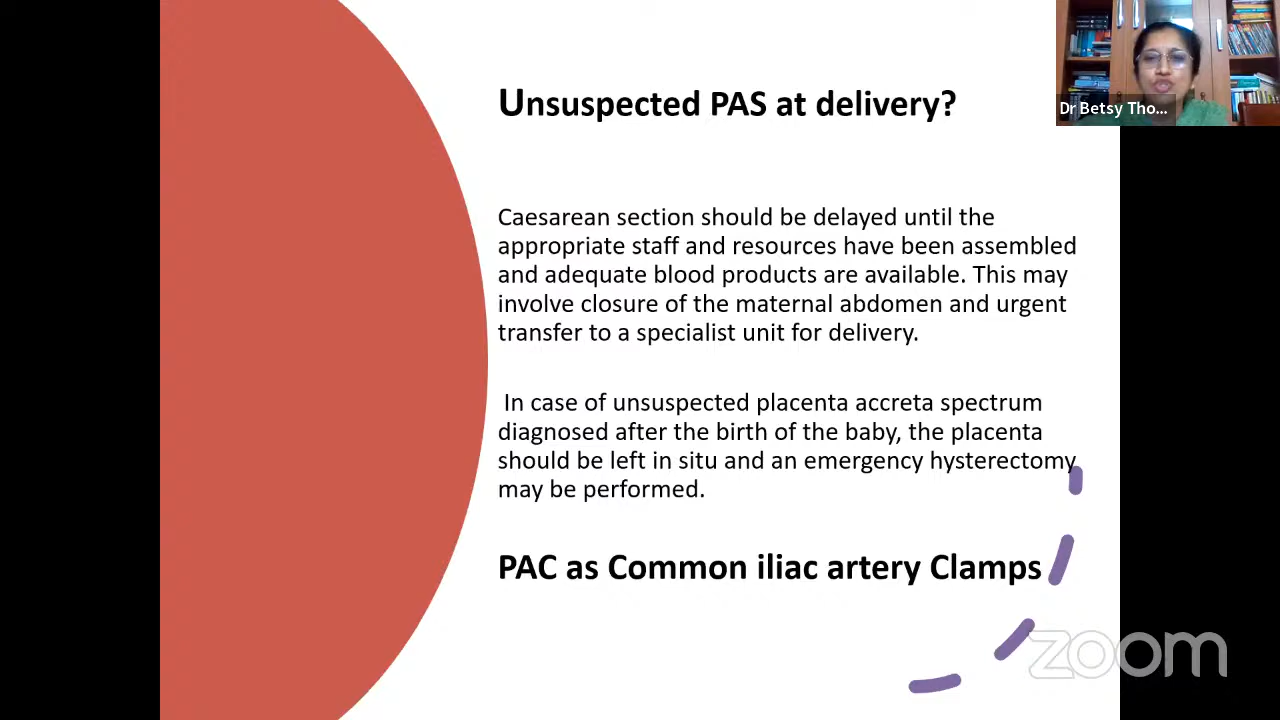 Unsuspected PAS at delivery?
Dr Betsy Tho...
Caesarean section should be delayed until the
appropriate staff and resources have been assembled
and adequate blood products are available. This may
involve closure of the maternal abdomen and urgent
transfer to a specialist unit for delivery.
In case of unsuspected placenta accreta spectrum
diagnosed after the birth of the baby, the placenta
should be left in situ and an emergency hysterectomy
may be performed.
PAC as Common iliac artery Clamps
zoom